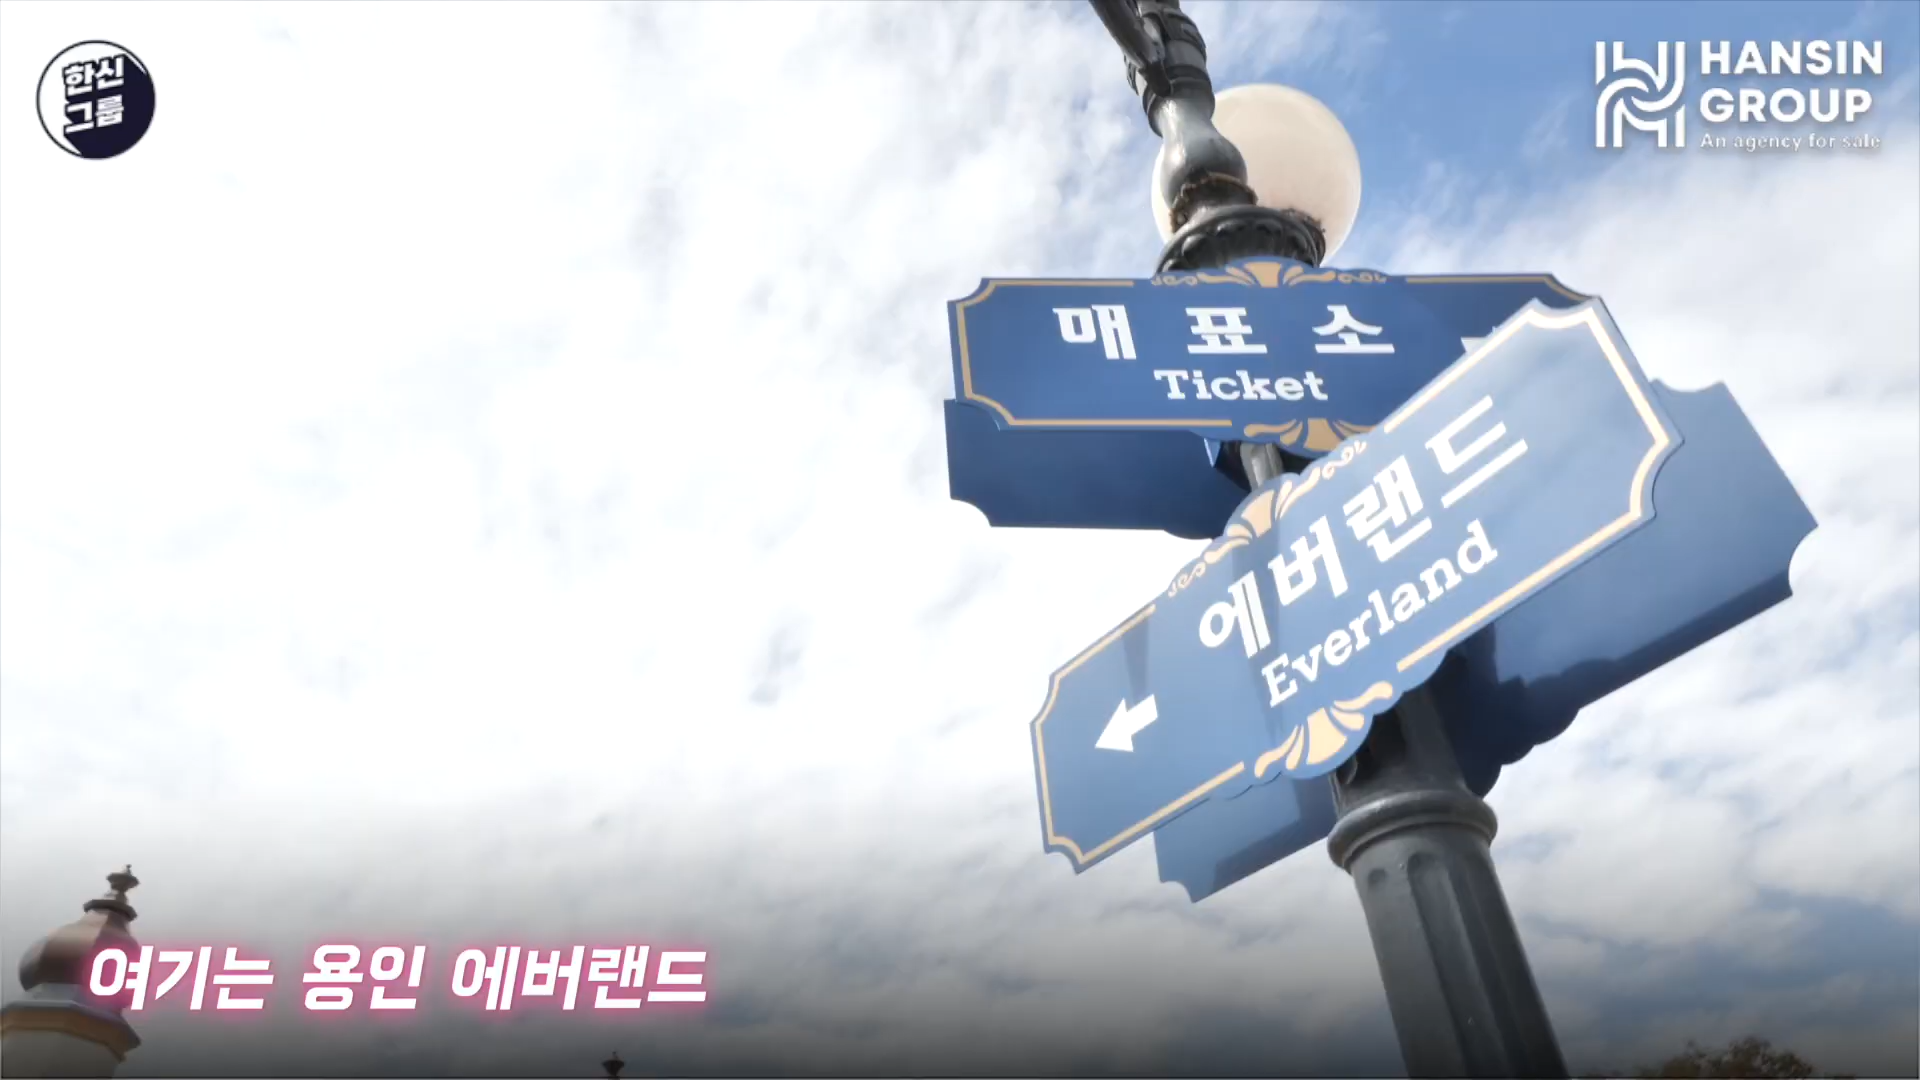 한신
그룹
HANSIN
GROUP
An agency for sale
매표소
Ticket
에버랜드
Everland
여기는 용인 에버랜드